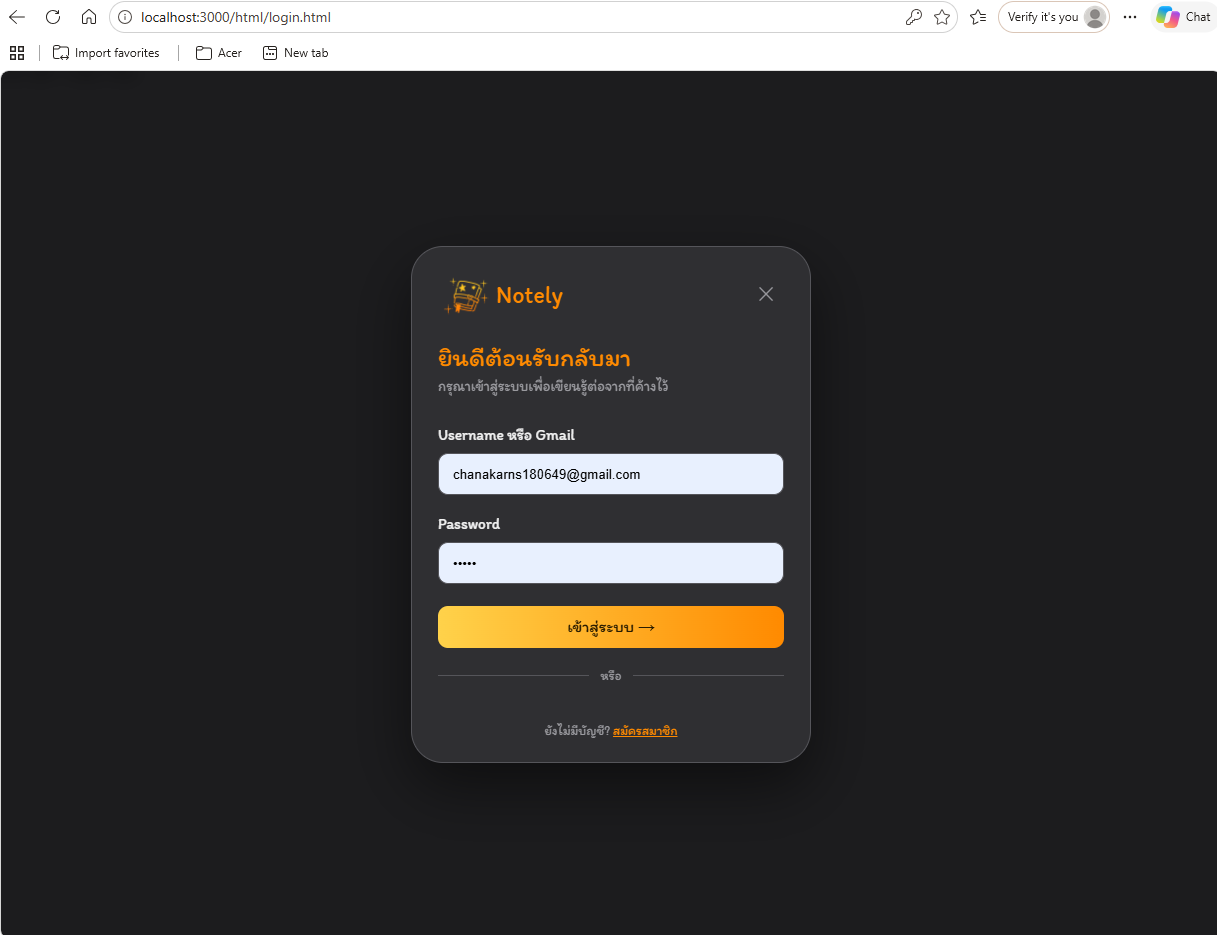 localhost:3000/html/login.html
Verify it's you
Chat
Import favorites
Acer
New tab
Notely
ยินดีต้อนรับกลับมา
กรุณาเข้าสู่ระบบเพื่อเขียนรู้ต่อจากที่ค้างไว้
Username หรือ Gmail
chanakarns180649@gmail.com
Password
•••••
เข้าสู่ระบบ →
หรือ
ยังไม่มีบัญชี? สมัครสมาชิก